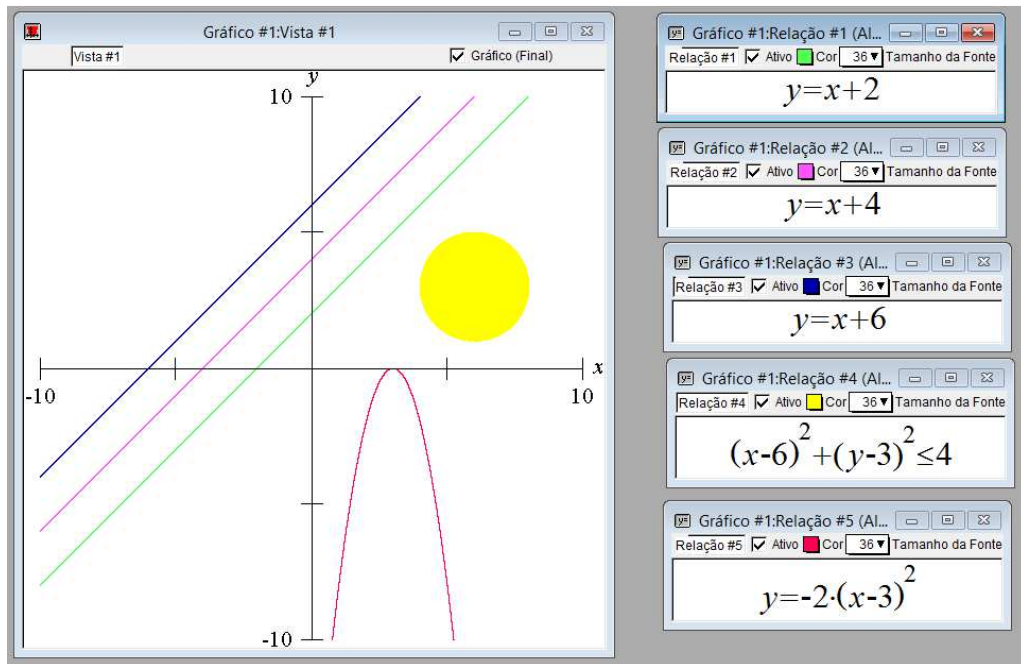 Gráfico #1:Vista #1
Vista #1 Gráfico (Final)
y
10
-10
x
10
-10
Gráfico #1:Relação #1 (Al...
Relação #1 Ativo Cor 36 Tamanho da Fonte
y=x+2
Gráfico #1:Relação #2 (Al...
Relação #2 Ativo Cor 36 Tamanho da Fonte
y=x+4
Gráfico #1:Relação #3 (Al...
Relação #3 Ativo Cor 36 Tamanho da Fonte
y=x+6
Gráfico #1:Relação #4 (Al...
Relação #4 Ativo Cor 36 Tamanho da Fonte
(x-6)²+(y-3)²≤4
Gráfico #1:Relação #5 (Al...
Relação #5 Ativo Cor 36 Tamanho da Fonte
y=-2·(x-3)²